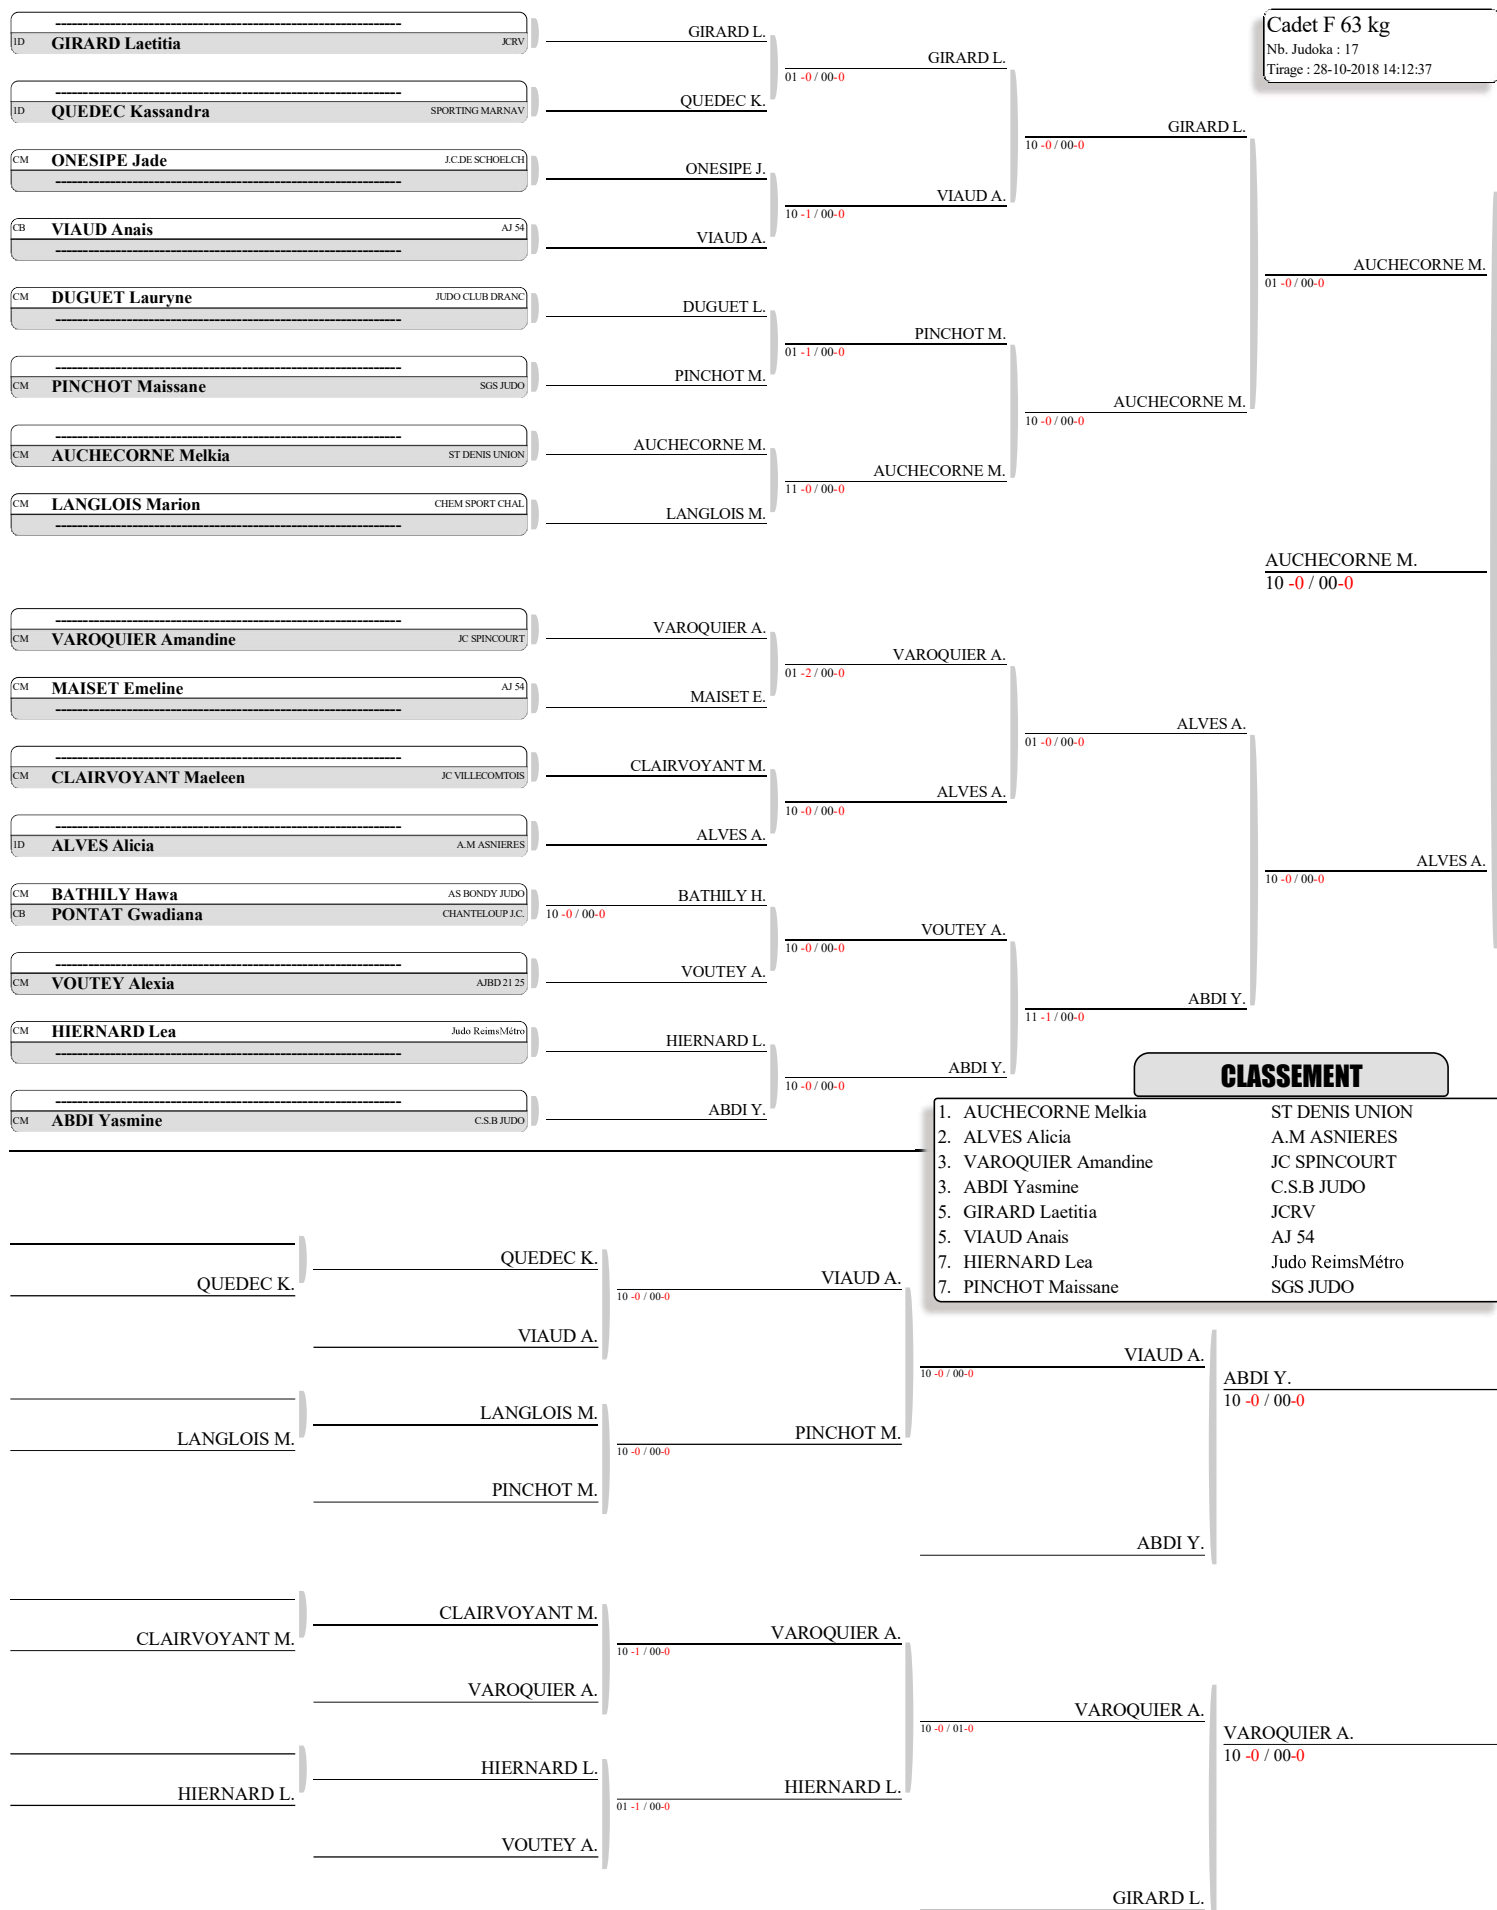 Cadet F 63 kg
Nb. Judoka : 17
Tirage : 28-10-2018 14:12:37
----------------------------------------------------------------
1D GIRARD Laetitia JCRV
----------------------------------------------------------------
1D QUEDEC Kassandra SPORTING MARNAV
CM ONESIPE Jade J.C.DE SCHOELCH
----------------------------------------------------------------
CB VIAUD Anais AJ 54
----------------------------------------------------------------
CM DUGUET Lauryne JUDO CLUB DRANC
----------------------------------------------------------------
----------------------------------------------------------------
CM PINCHOT Maissane SGS JUDO
----------------------------------------------------------------
CM AUCHECORNE Melkia ST DENIS UNION
CM LANGLOIS Marion CHEM SPORT CHAL
----------------------------------------------------------------
----------------------------------------------------------------
CM VAROQUIER Amandine JC SPINCOURT
CM MAISET Emeline AJ 54
----------------------------------------------------------------
----------------------------------------------------------------
CM CLAIRVOYANT Maeleen JC VILLECOMTOIS
----------------------------------------------------------------
1D ALVES Alicia A.M ASNIERES
CM BATHILY Hawa AS BONDY JUDO
CB PONTAT Gwadiana CHANTELOUP J.C.
----------------------------------------------------------------
CM VOUTEY Alexia AJBD 21 25
CM HIERNARD Lea Judo ReimsMétro
----------------------------------------------------------------
----------------------------------------------------------------
CM ABDI Yasmine C.S.B JUDO
GIRARD L.
QUEDEC K.
ONESIPE J.
VIAUD A.
DUGUET L.
PINCHOT M.
AUCHECORNE M.
LANGLOIS M.
VAROQUIER A.
MAISET E.
CLAIRVOYANT M.
ALVES A.
BATHILY H.
10 -0 / 00-0
VOUTEY A.
HIERNARD L.
ABDI Y.
GIRARD L.
01 -0 / 00-0
VIAUD A.
10 -1 / 00-0
PINCHOT M.
01 -1 / 00-0
AUCHECORNE M.
11 -0 / 00-0
VAROQUIER A.
01 -2 / 00-0
ALVES A.
10 -0 / 00-0
VOUTEY A.
10 -0 / 00-0
ABDI Y.
10 -0 / 00-0
GIRARD L.
10 -0 / 00-0
AUCHECORNE M.
10 -0 / 00-0
ALVES A.
01 -0 / 00-0
ABDI Y.
11 -1 / 00-0
AUCHECORNE M.
01 -0 / 00-0
ALVES A.
10 -0 / 00-0
AUCHECORNE M.
10 -0 / 00-0
CLASSEMENT
1. AUCHECORNE Melkia ST DENIS UNION
2. ALVES Alicia A.M ASNIERES
3. VAROQUIER Amandine JC SPINCOURT
3. ABDI Yasmine C.S.B JUDO
5. GIRARD Laetitia JCRV
5. VIAUD Anais AJ 54
7. HIERNARD Lea Judo ReimsMétro
7. PINCHOT Maissane SGS JUDO
QUEDEC K.
LANGLOIS M.
CLAIRVOYANT M.
HIERNARD L.
QUEDEC K.
VIAUD A.
LANGLOIS M.
PINCHOT M.
CLAIRVOYANT M.
VAROQUIER A.
HIERNARD L.
VOUTEY A.
VIAUD A.
10 -0 / 00-0
PINCHOT M.
10 -0 / 00-0
VAROQUIER A.
10 -1 / 00-0
HIERNARD L.
01 -1 / 00-0
VIAUD A.
10 -0 / 00-0
ABDI Y.
VAROQUIER A.
10 -0 / 01-0
GIRARD L.
ABDI Y.
10 -0 / 00-0
VAROQUIER A.
10 -0 / 00-0